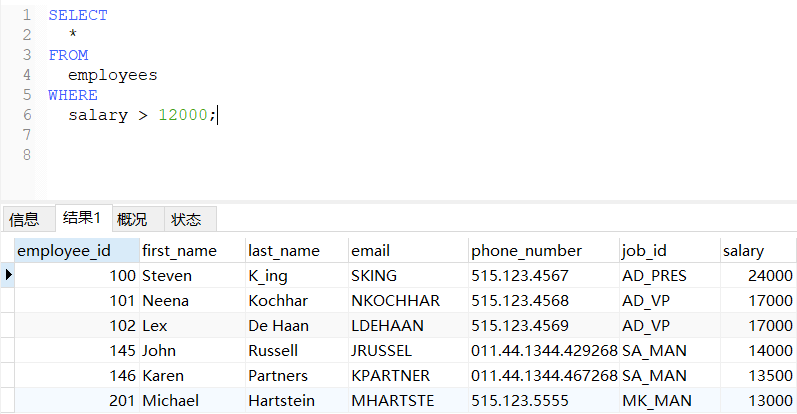 1 SELECT
2 *
3 FROM
4 employees
5 WHERE
6 salary > 12000;
7
8
信息 结果1 概况 状态
employee_id first_name last_name email phone_number job_id salary
100 Steven K_ing SKING 515.123.4567 AD_PRES 24000
101 Neena Kochhar NKOCHHAR 515.123.4568 AD_VP 17000
102 Lex De Haan LDEHAAN 515.123.4569 AD_VP 17000
145 John Russell JRUSSEL 011.44.1344.429268 SA_MAN 14000
146 Karen Partners KPARTNER 011.44.1344.467268 SA_MAN 13500
201 Michael Hartstein MHARTSTE 515.123.5555 MK_MAN 13000